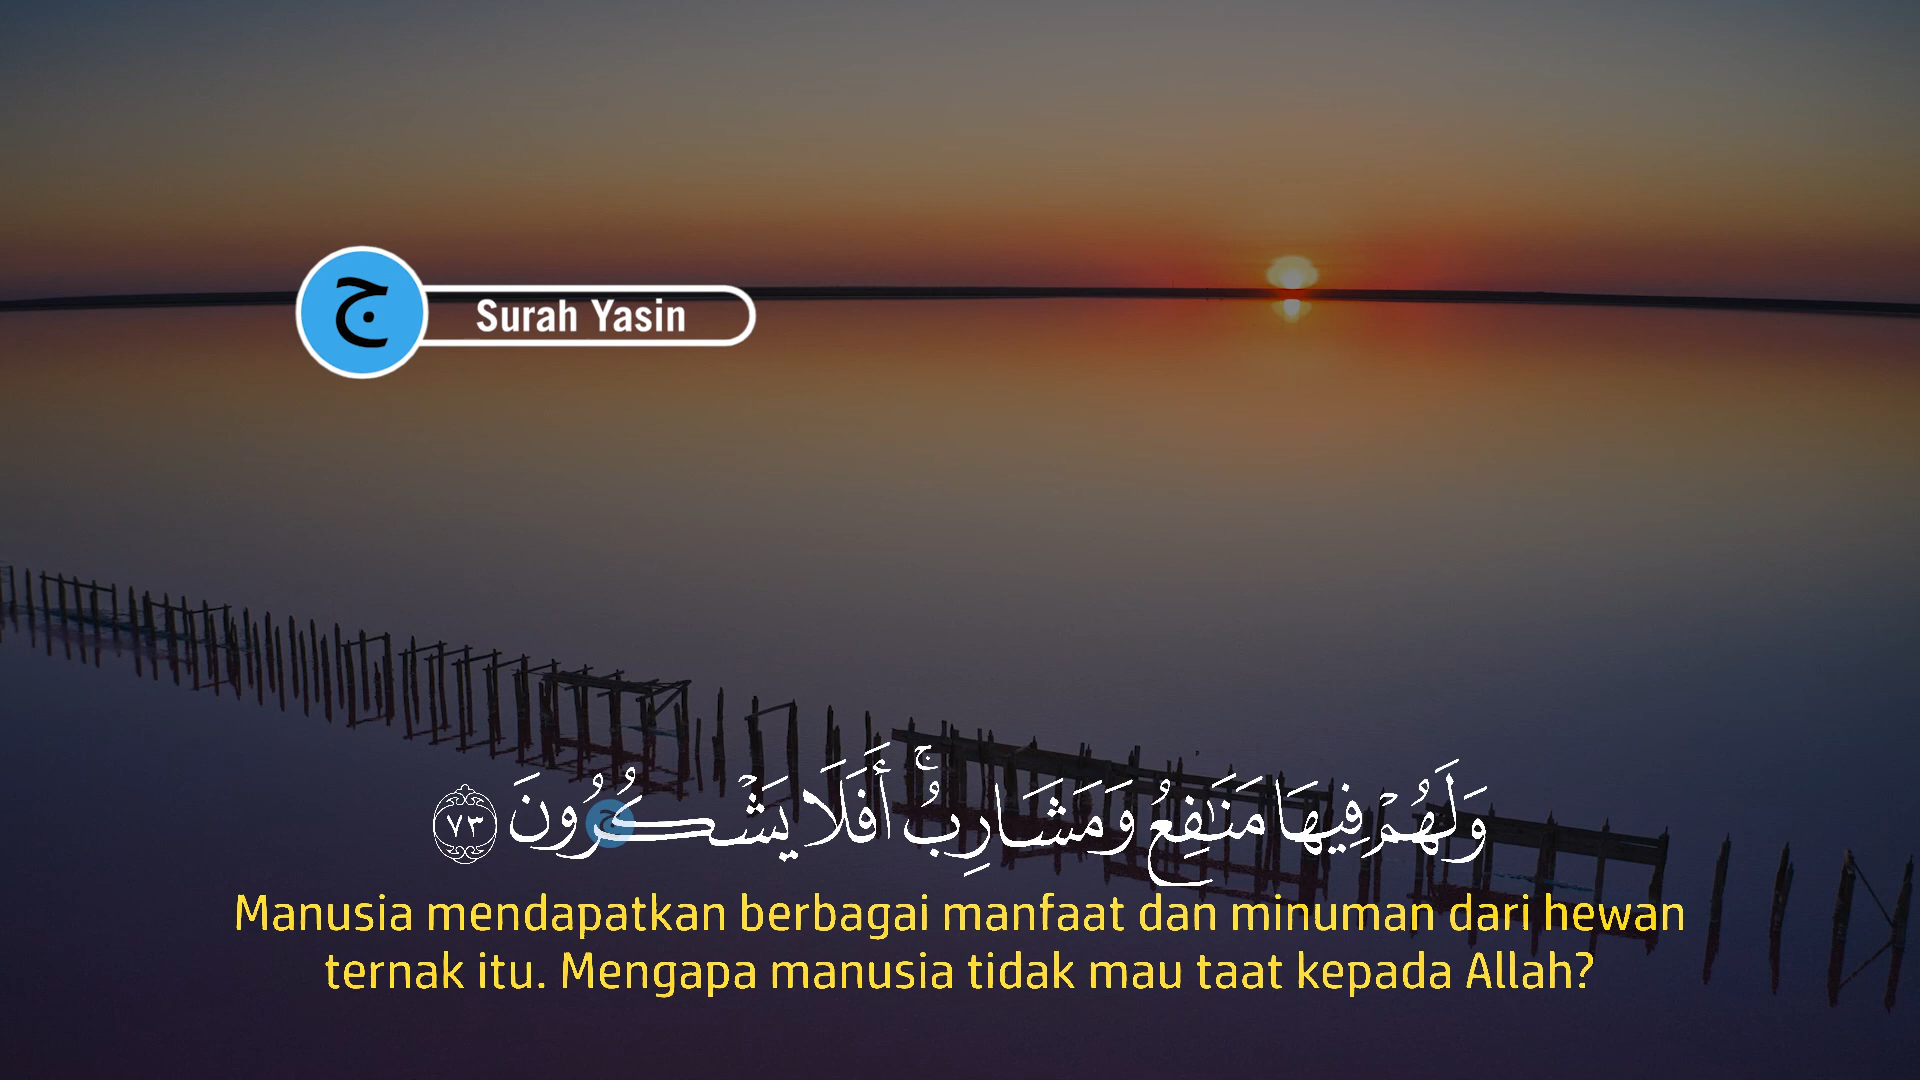 ج
Surah Yasin
وَلَهُمْ فِيهَا مَنَـٰفِعُ وَمَشَارِبُ ۚ أَفَلَا يَشْكُرُونَ ٧٣
Manusia mendapatkan berbagai manfaat dan minuman dari hewan
ternak itu. Mengapa manusia tidak mau taat kepada Allah?